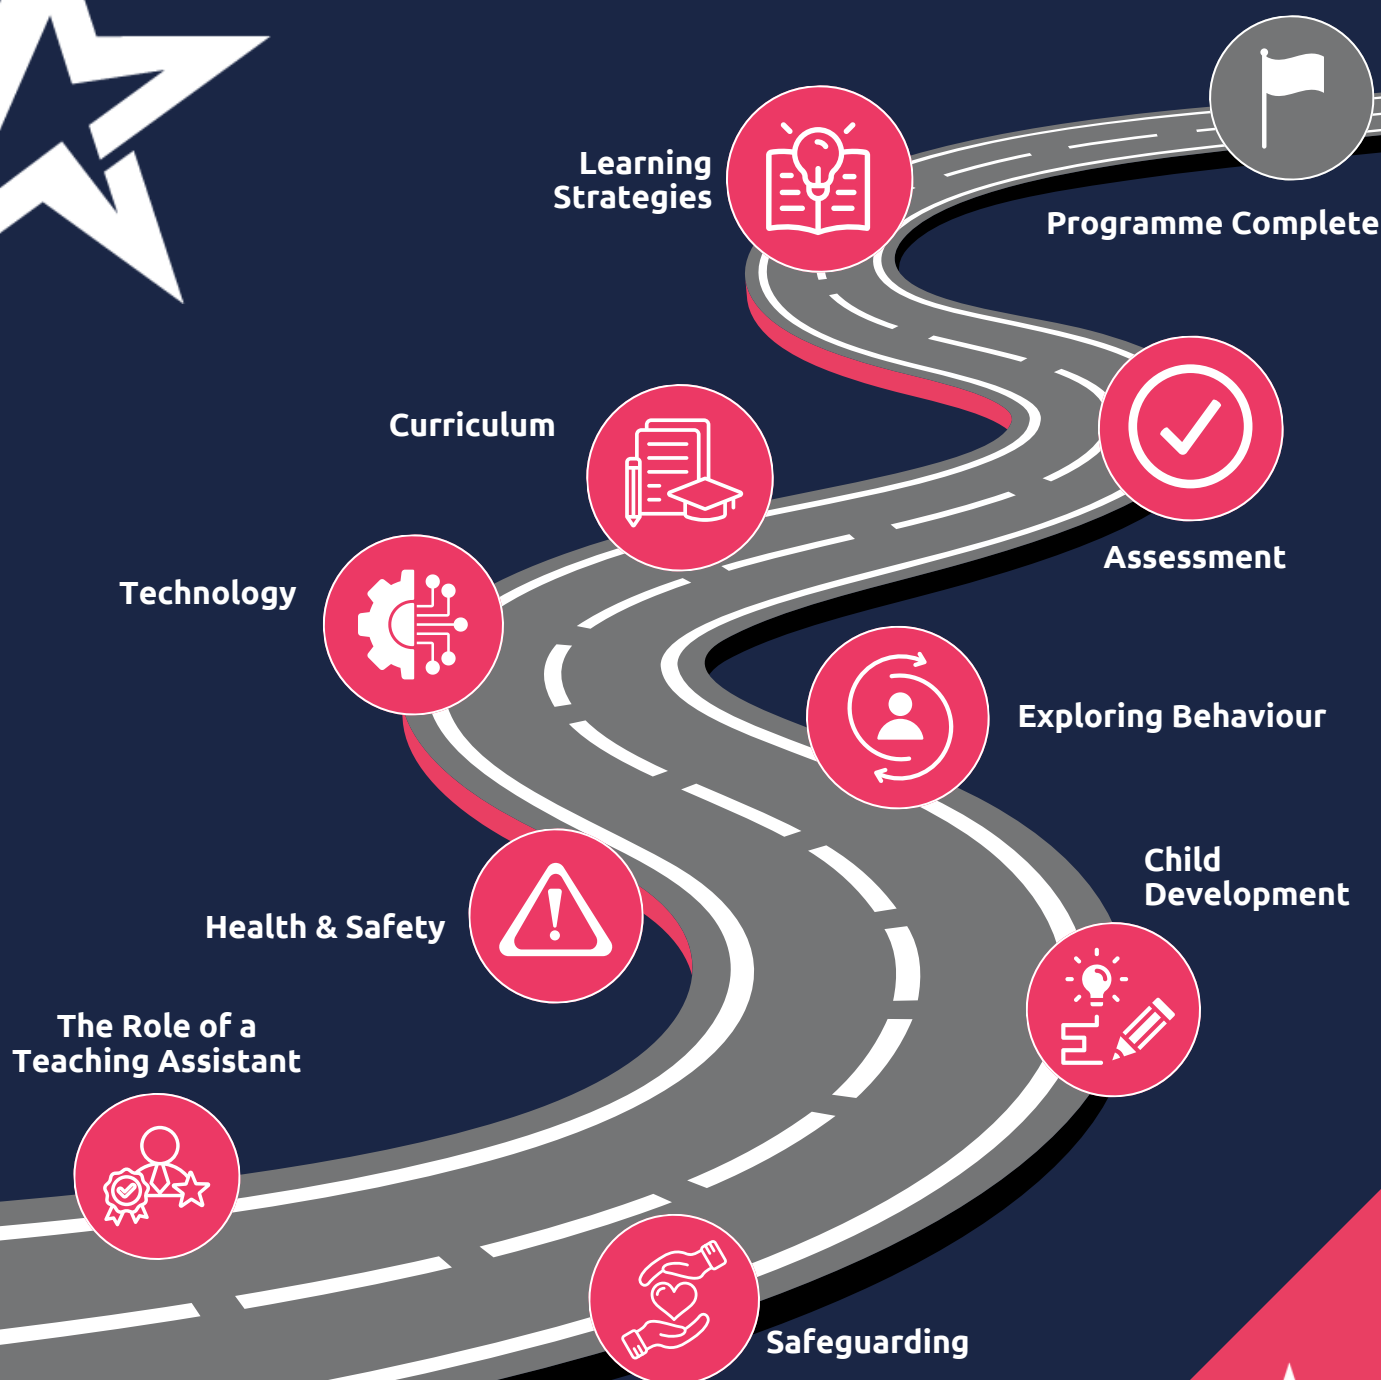 Learning
Strategies
Programme Complete
Curriculum
Assessment
Technology
Exploring Behaviour
Child
Development
Health & Safety
The Role of a
Teaching Assistant
Safeguarding